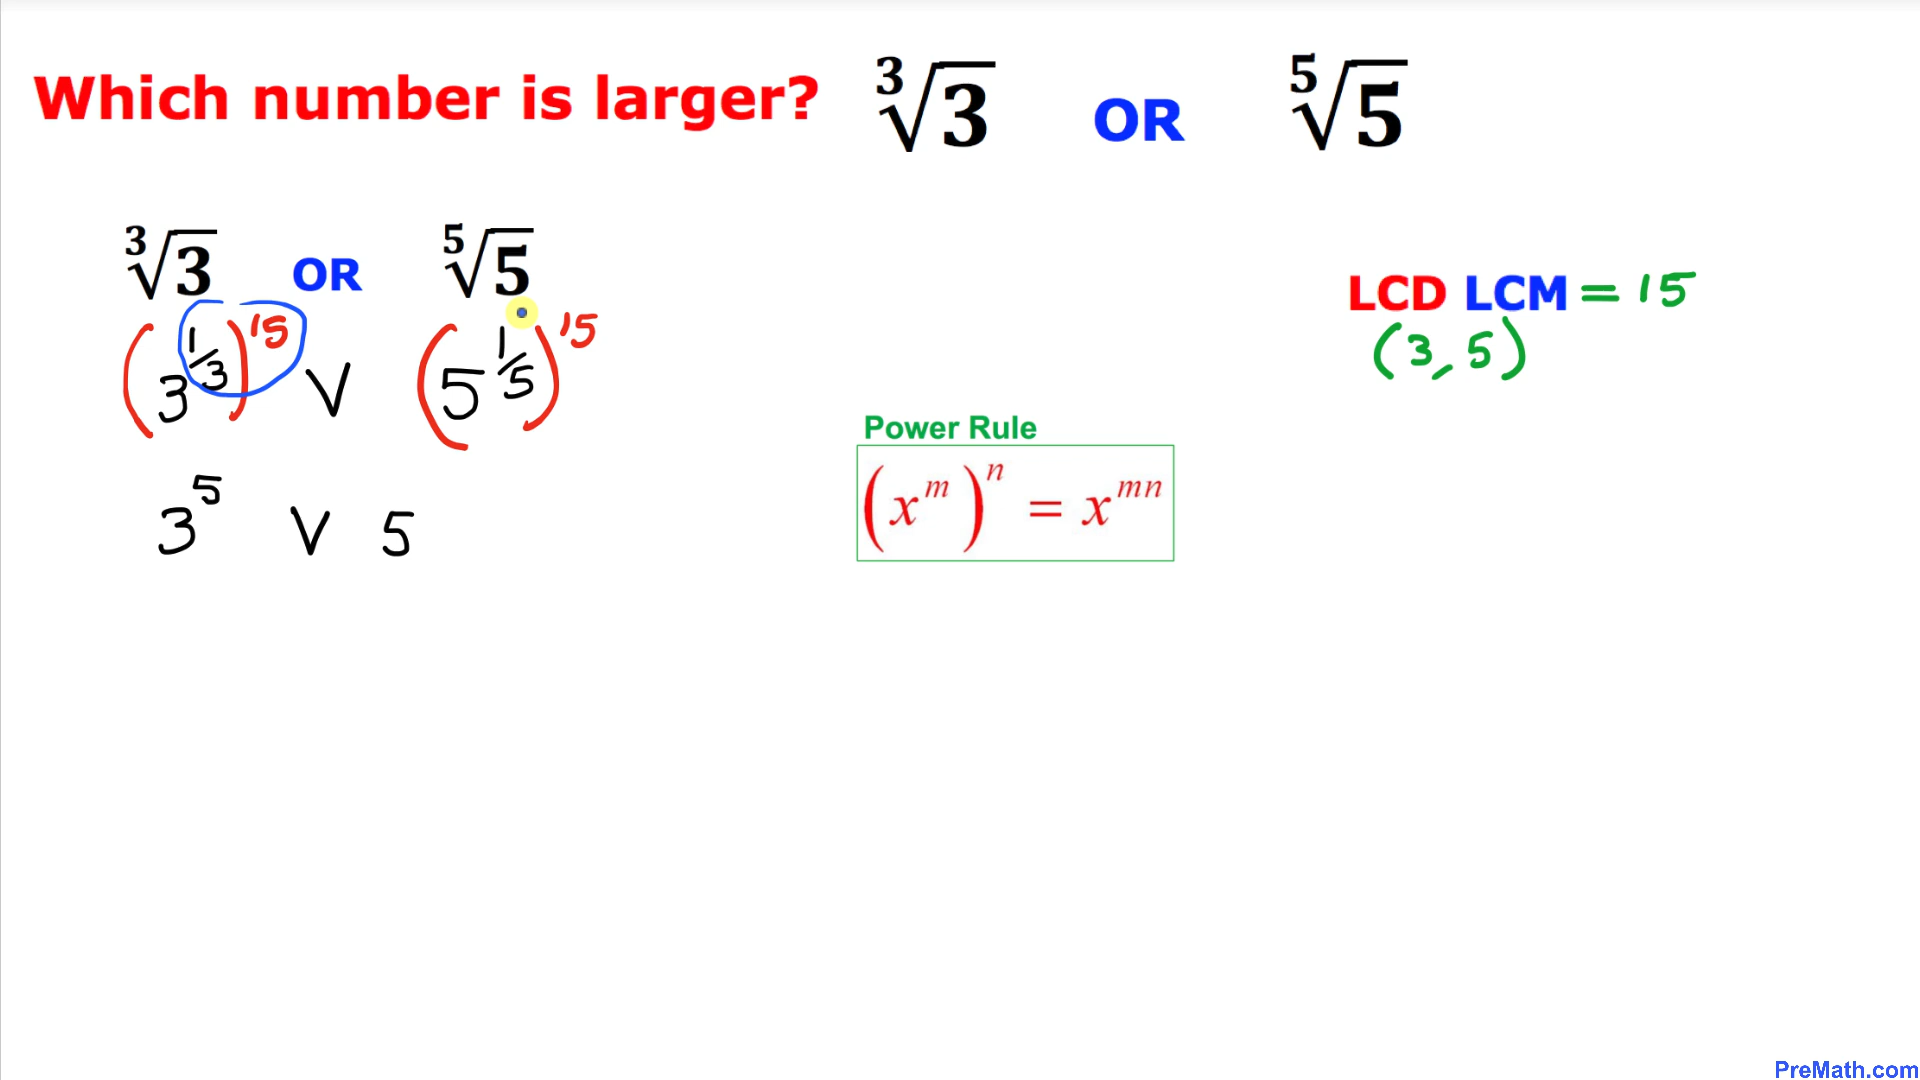 Which number is larger? ∛3 OR ⁵√5
∛3 OR ⁵√5
LCD LCM = 15
(3, 5)
(3^{1/3})^{15} V (5^{1/5})^{15}
Power Rule
(x^m)^n = x^{mn}
3^5 V 5
PreMath.com